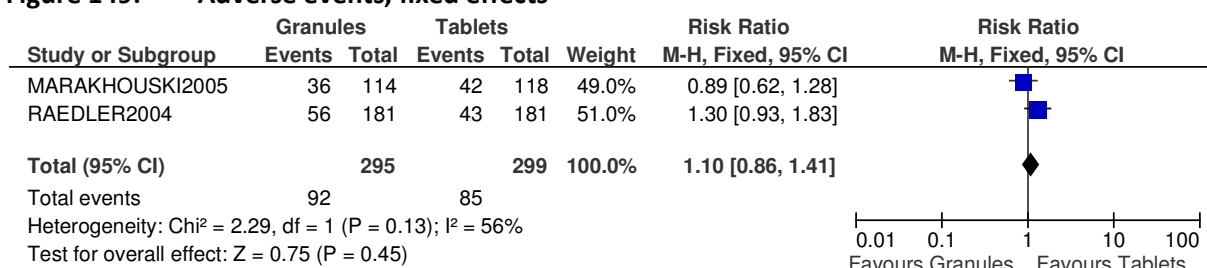 Figure 149: Adverse events, fixed effects
Granules Tablets Risk Ratio Risk Ratio
Study or Subgroup Events Total Events Total Weight M-H, Fixed, 95% CI M-H, Fixed, 95% CI
MARAKHOUSKI2005 36 114 42 118 49.0% 0.89 [0.62, 1.28]
RAEDLER2004 56 181 43 181 51.0% 1.30 [0.93, 1.83]
Total (95% CI) 295 299 100.0% 1.10 [0.86, 1.41]
Total events 92 85
Heterogeneity: Chi² = 2.29, df = 1 (P = 0.13); I² = 56%
Test for overall effect: Z = 0.75 (P = 0.45)
0.01 0.1 1 10 100
Favours Granules Favours Tablets